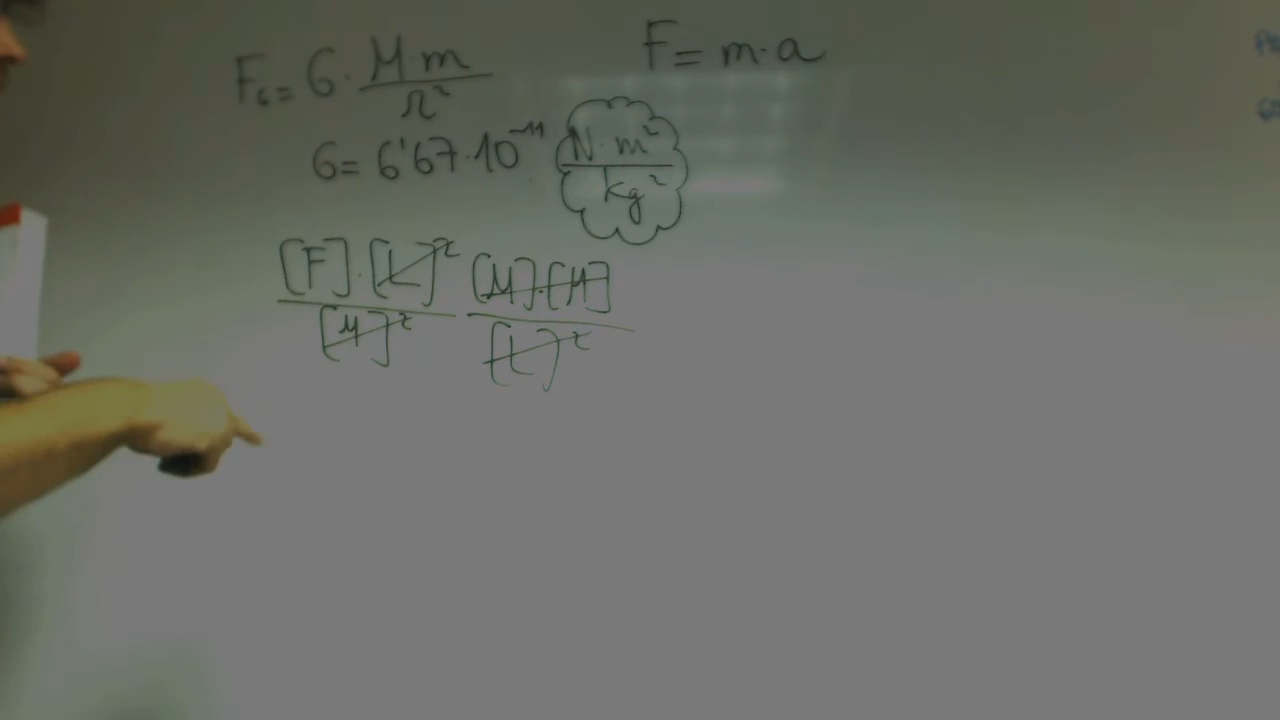 F_G = G · M·m / r²
F = m·a
G = 6'67·10⁻¹¹ N·m² / kg²
[F]·[L]² / [M]² [M]·[M] / [L]²